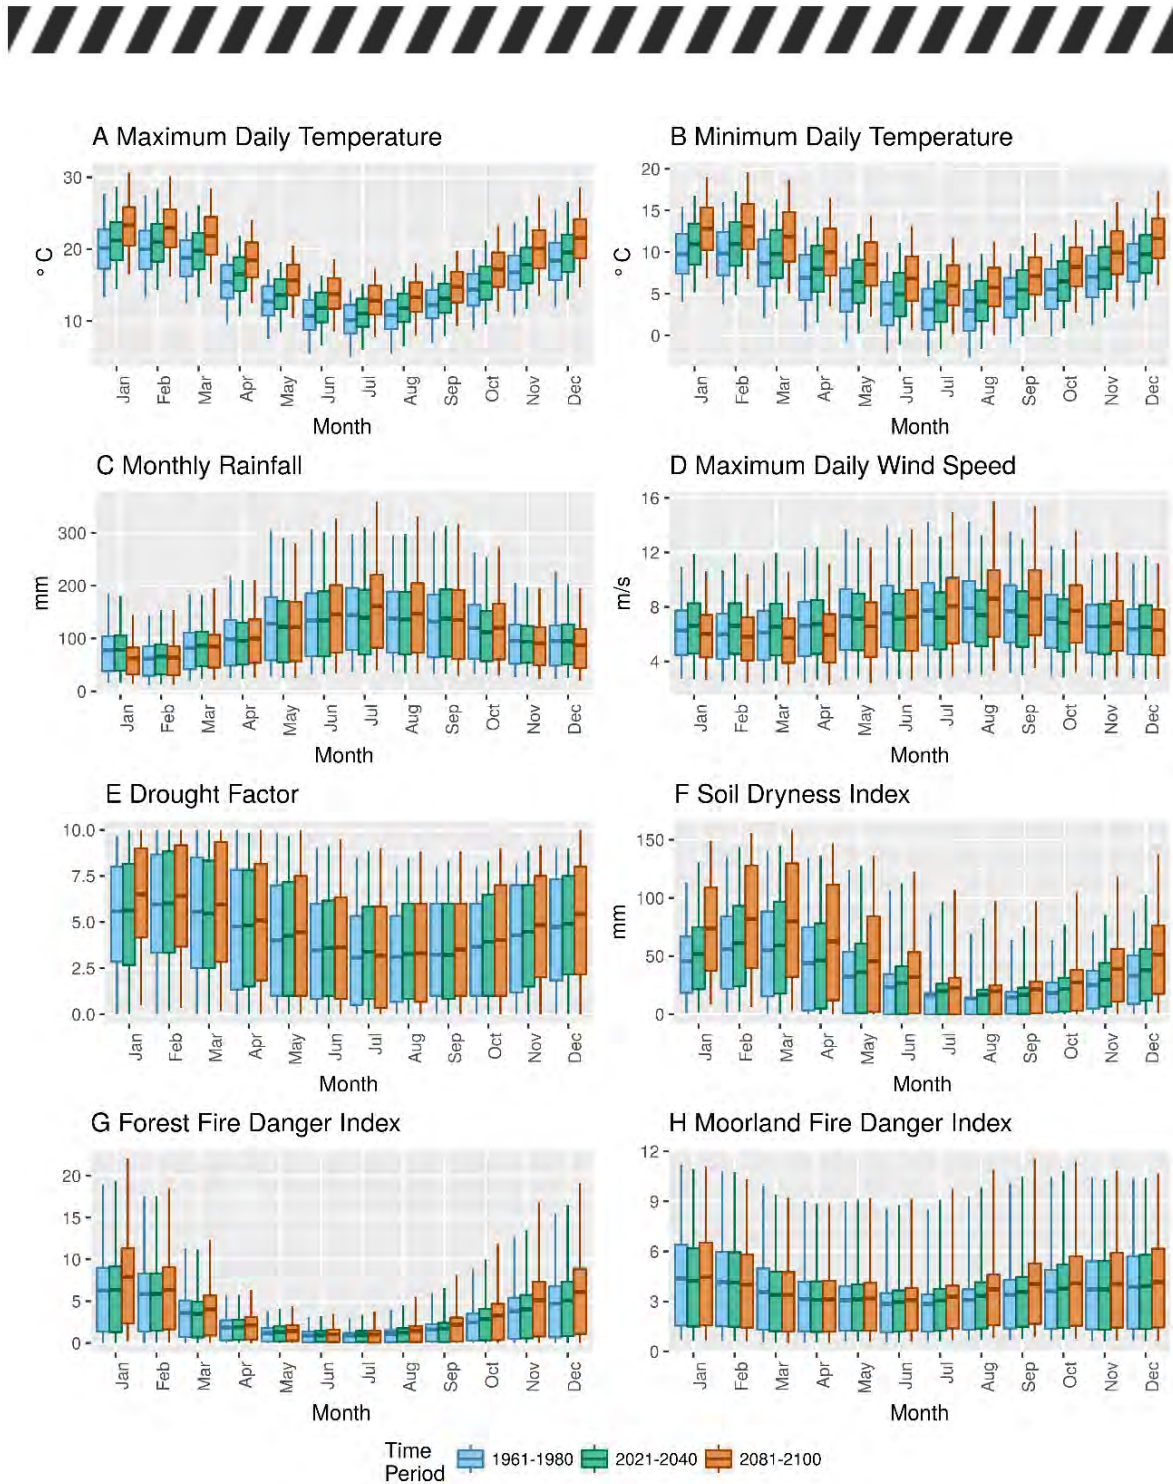 A Maximum Daily Temperature
30
20
10
° C
Jan Feb Mar Apr May Jun Jul Aug Sep Oct Nov Dec
Month
B Minimum Daily Temperature
20
15
10
5
0
° C
Jan Feb Mar Apr May Jun Jul Aug Sep Oct Nov Dec
Month
C Monthly Rainfall
300
200
100
0
mm
Jan Feb Mar Apr May Jun Jul Aug Sep Oct Nov Dec
Month
D Maximum Daily Wind Speed
16
12
8
4
m/s
Jan Feb Mar Apr May Jun Jul Aug Sep Oct Nov Dec
Month
E Drought Factor
10.0
7.5
5.0
2.5
0.0
Jan Feb Mar Apr May Jun Jul Aug Sep Oct Nov Dec
Month
F Soil Dryness Index
150
100
50
0
mm
Jan Feb Mar Apr May Jun Jul Aug Sep Oct Nov Dec
Month
G Forest Fire Danger Index
20
15
10
5
0
Jan Feb Mar Apr May Jun Jul Aug Sep Oct Nov Dec
Month
H Moorland Fire Danger Index
12
9
6
3
0
Jan Feb Mar Apr May Jun Jul Aug Sep Oct Nov Dec
Month
Time
Period
1961-1980
2021-2040
2081-2100